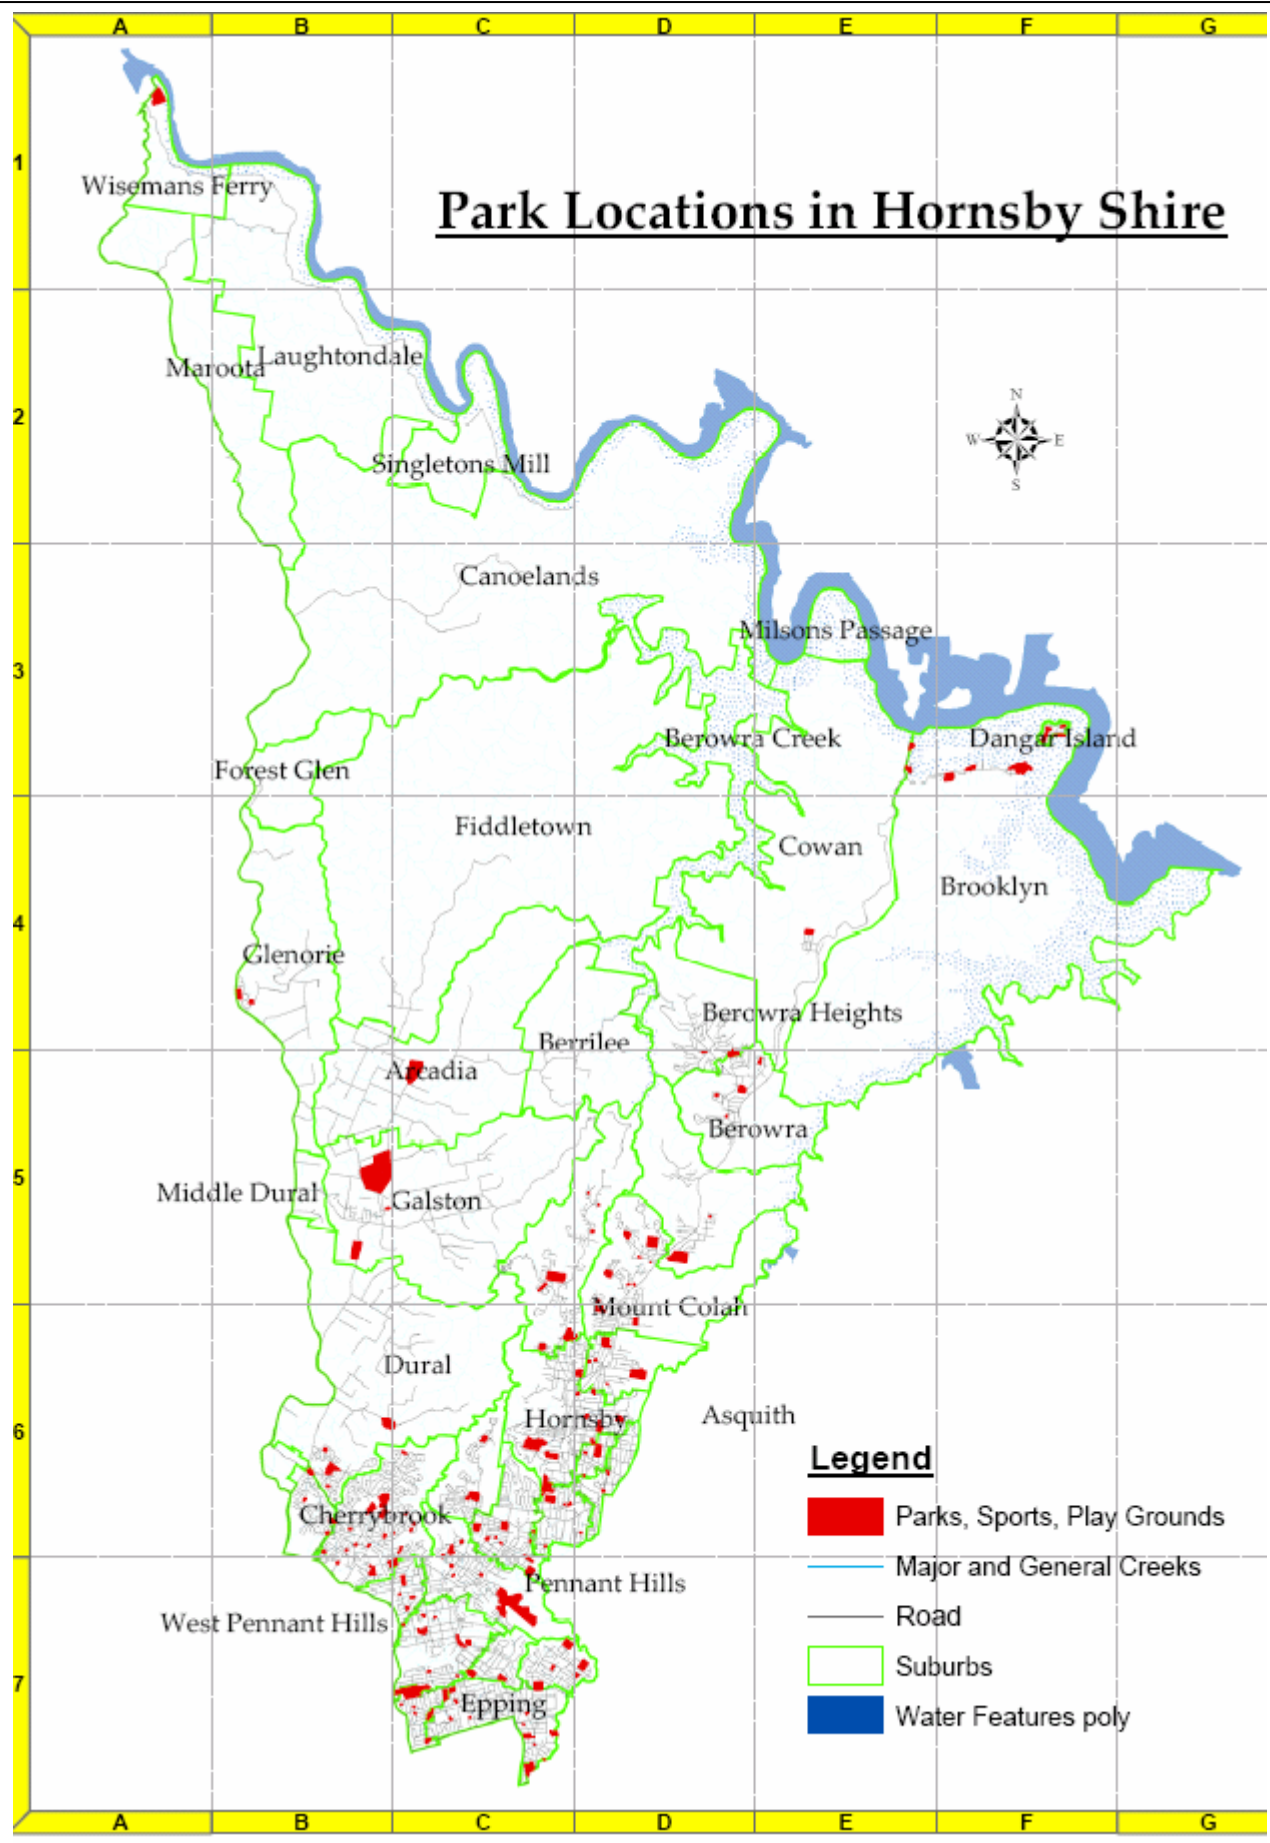 A B C D E F G
1
Wisemans Ferry
Park Locations in Hornsby Shire
Laughtondale
Maroota
2
N
W E
S
Singletons Mill
Canoelands
Milsons Passage
3
Berowra Creek
Dangar Island
Forest Glen
Fiddletown
Cowan
Brooklyn
4
Glenorie
Berowra Heights
Berrilee
Arcadia
Berowra
5
Middle Dural
Galston
Mount Colah
Dural
Asquith
Hornsby
6
Legend
Parks, Sports, Play Grounds
Cherrybrook
Major and General Creeks
Pennant Hills
Road
West Pennant Hills
Suburbs
7
Epping
Water Features poly
A B C D E F G